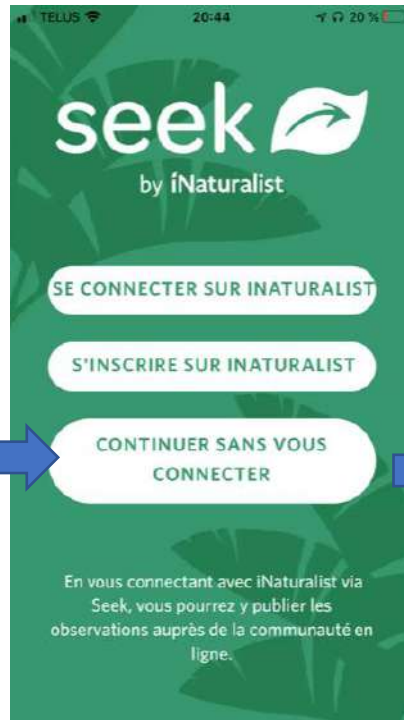 TELUS 20:44 20 %
seek
by iNaturalist
SE CONNECTER SUR INATURALIST
S'INSCRIRE SUR INATURALIST
CONTINUER SANS VOUS
CONNECTER
En vous connectant avec iNaturalist via
Seek, vous pourrez y publier les
observations auprès de la communauté en
ligne.